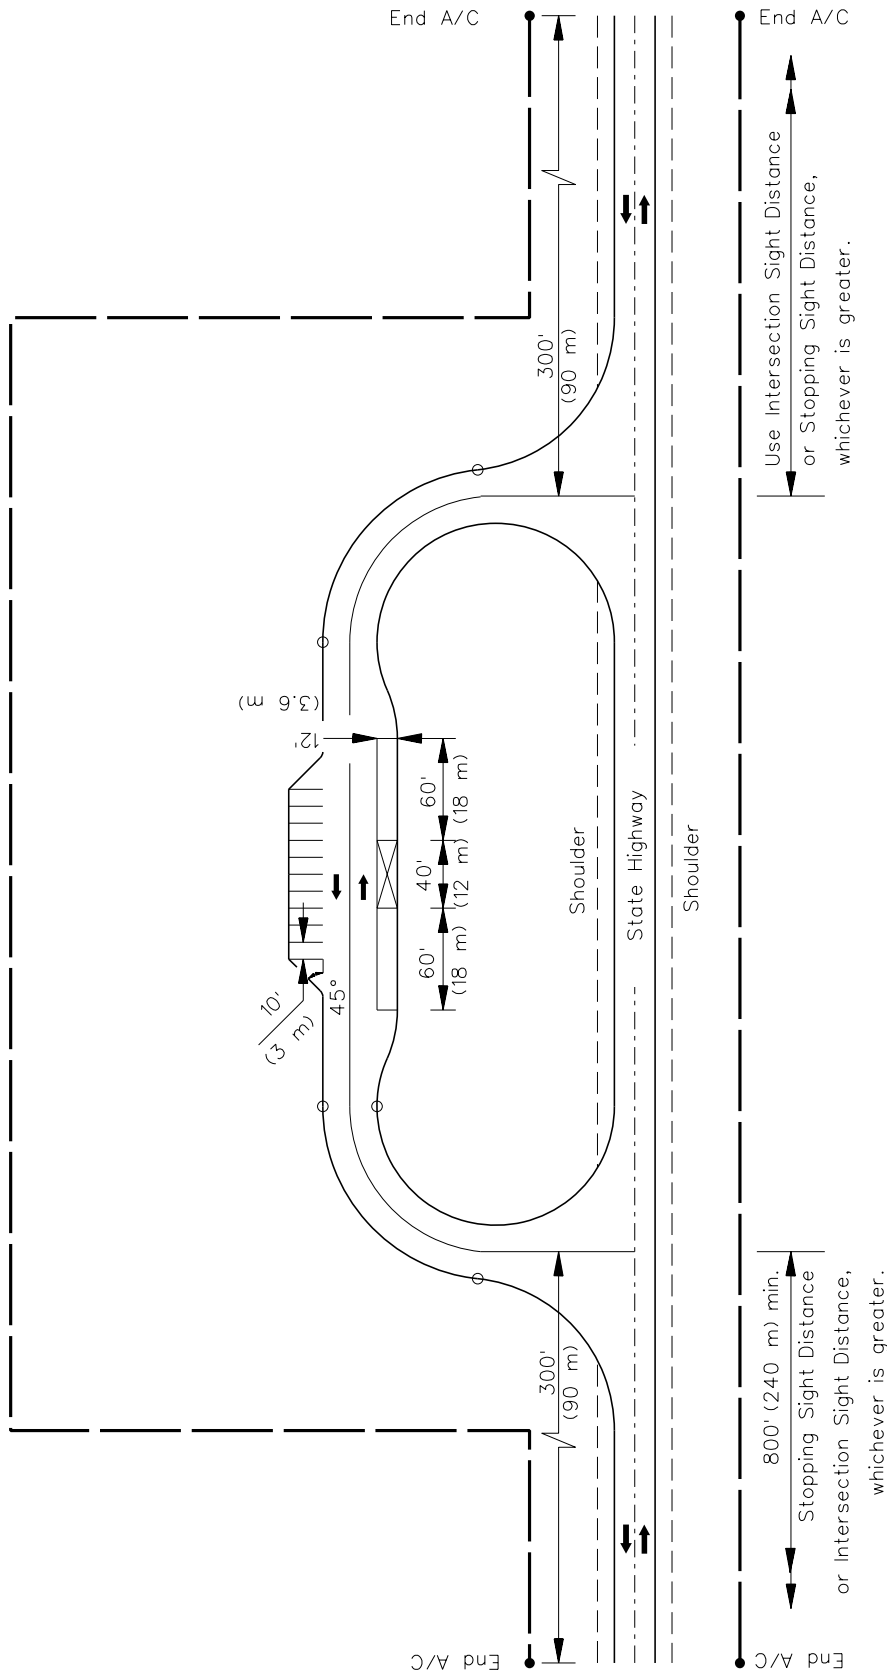 End A/C
End A/C
Use Intersection Sight Distance
or Stopping Sight Distance,
whichever is greater.
300'
(90 m)
(3.6 m)
12'
60'
(18 m)
40'
(12 m)
60'
(18 m)
Shoulder
State Highway
Shoulder
10'
(3 m)
45°
300'
(90 m)
800' (240 m) min.
Stopping Sight Distance
or Intersection Sight Distance,
whichever is greater.
End A/C
End A/C